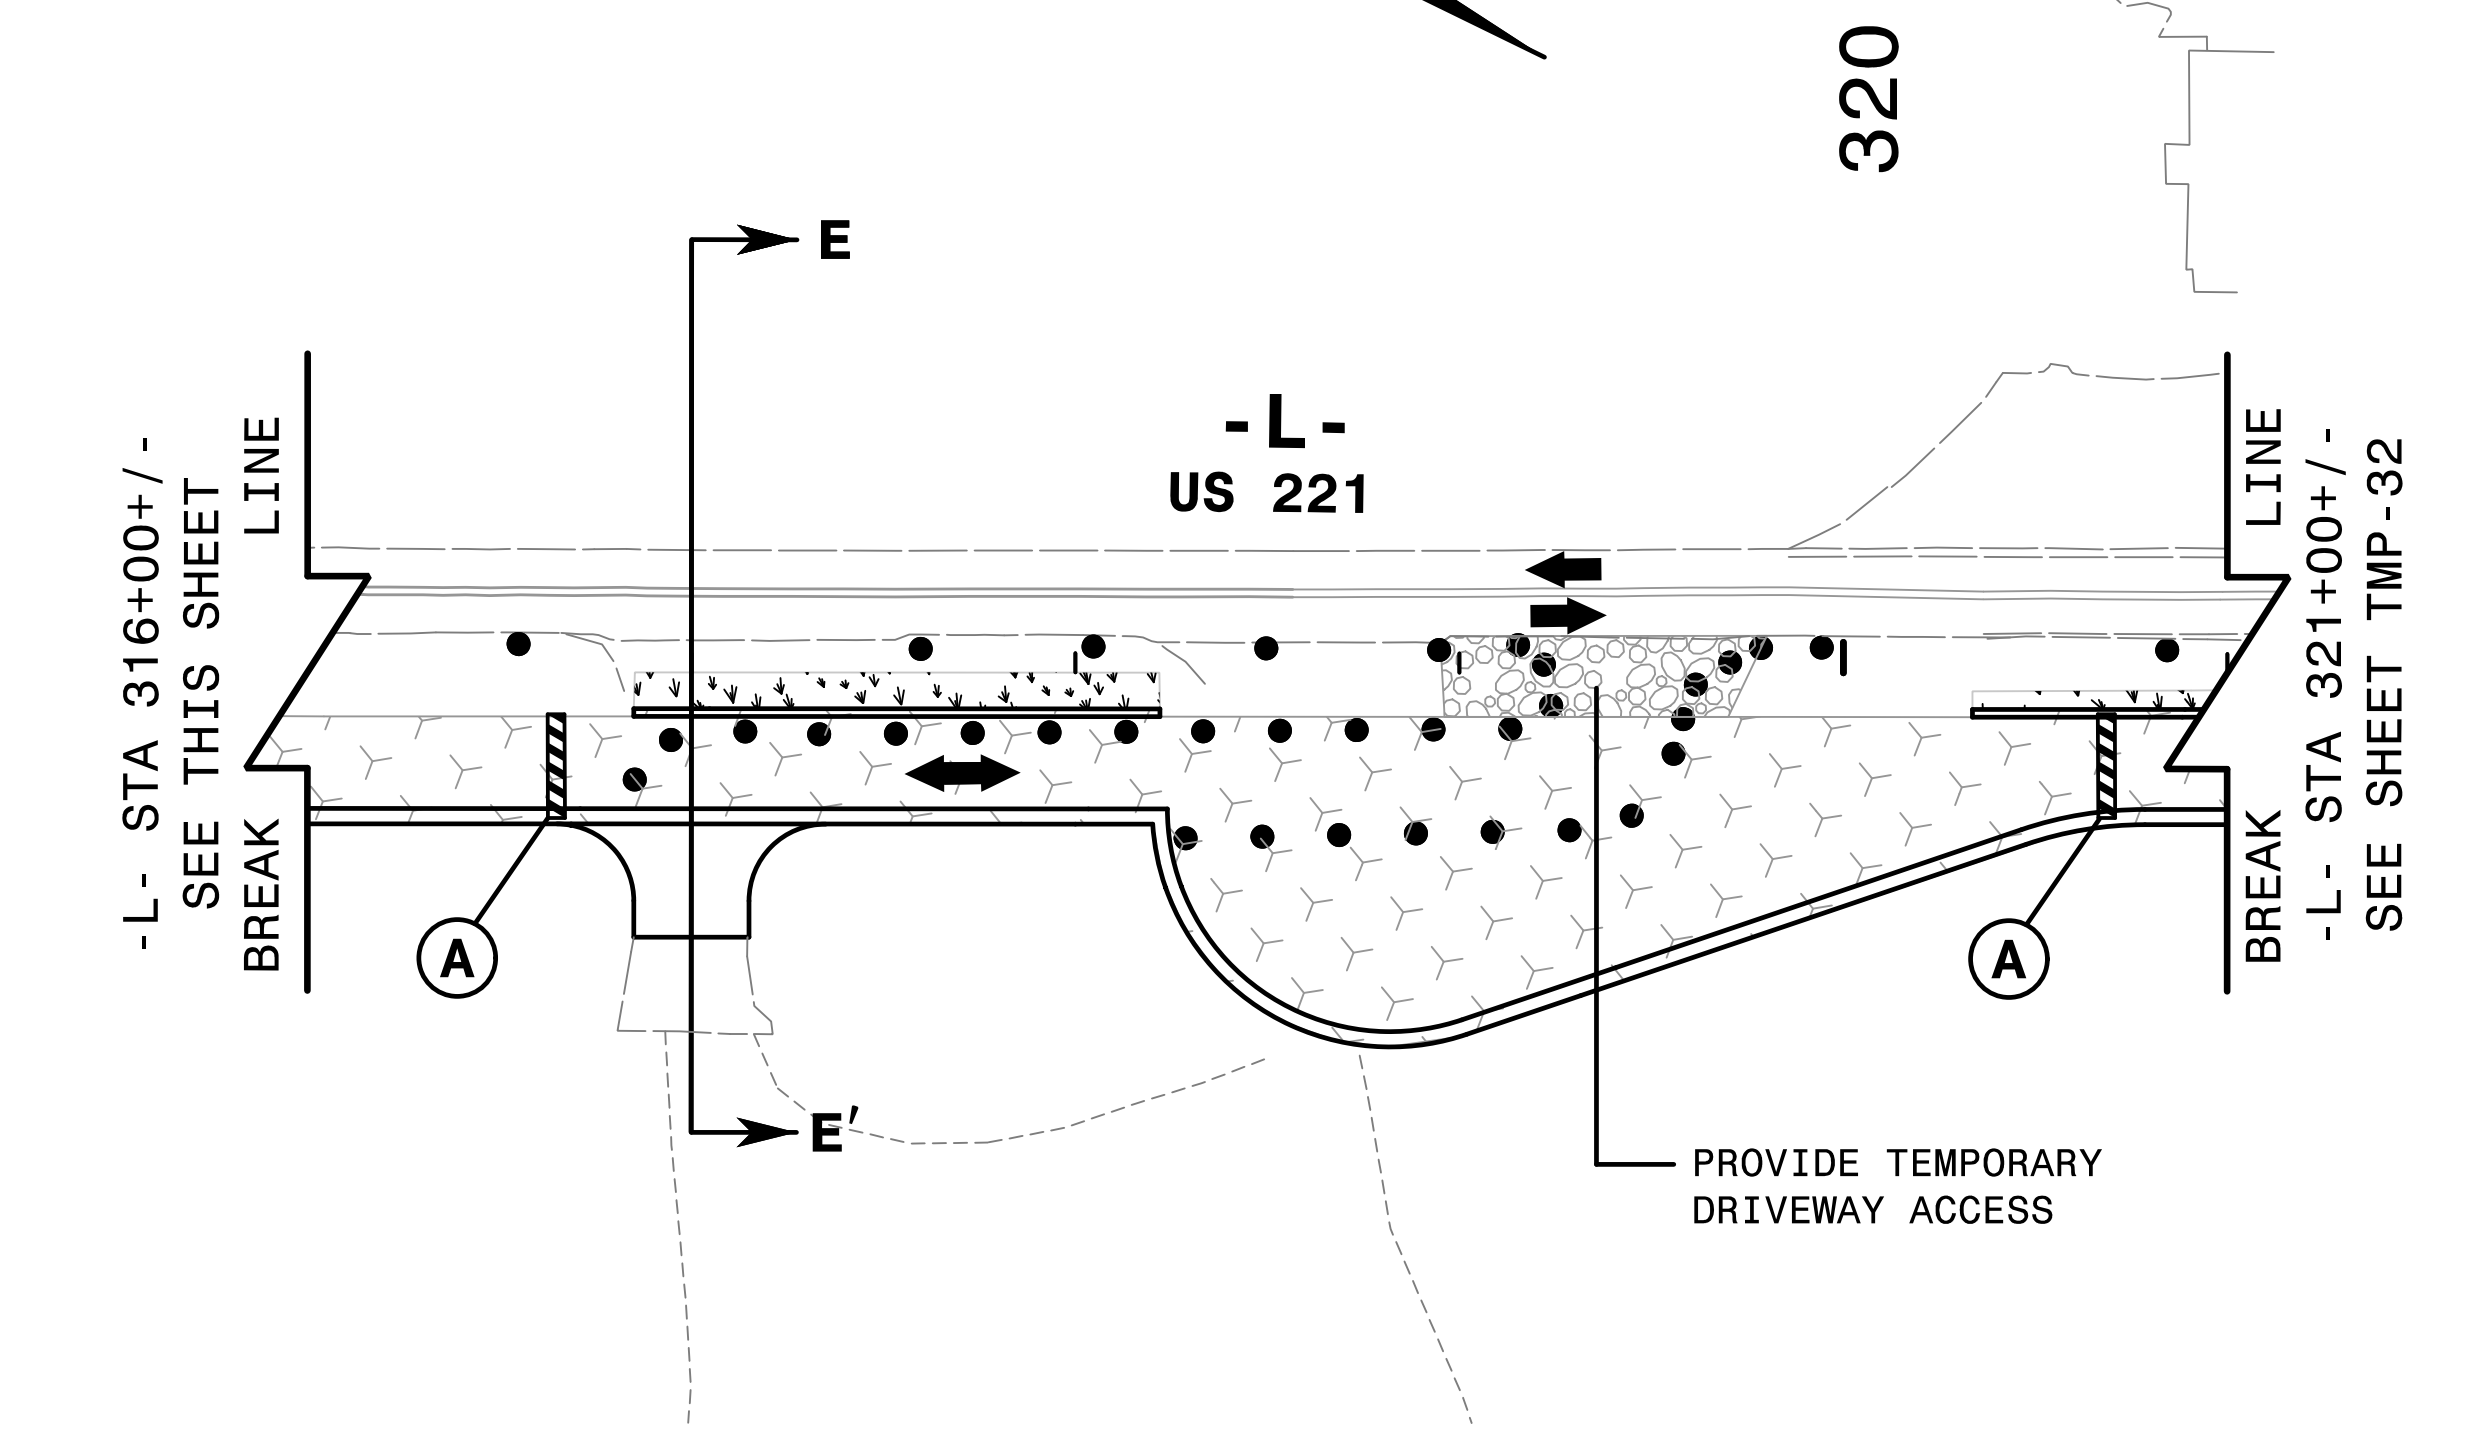 320
E
-L- STA 316+00+/-
SEE THIS SHEET
BREAK LINE
-L-
US 221
BREAK LINE
-L- STA 321+00+/-
SEE SHEET TMP-32
A
A
E'
PROVIDE TEMPORARY
DRIVEWAY ACCESS